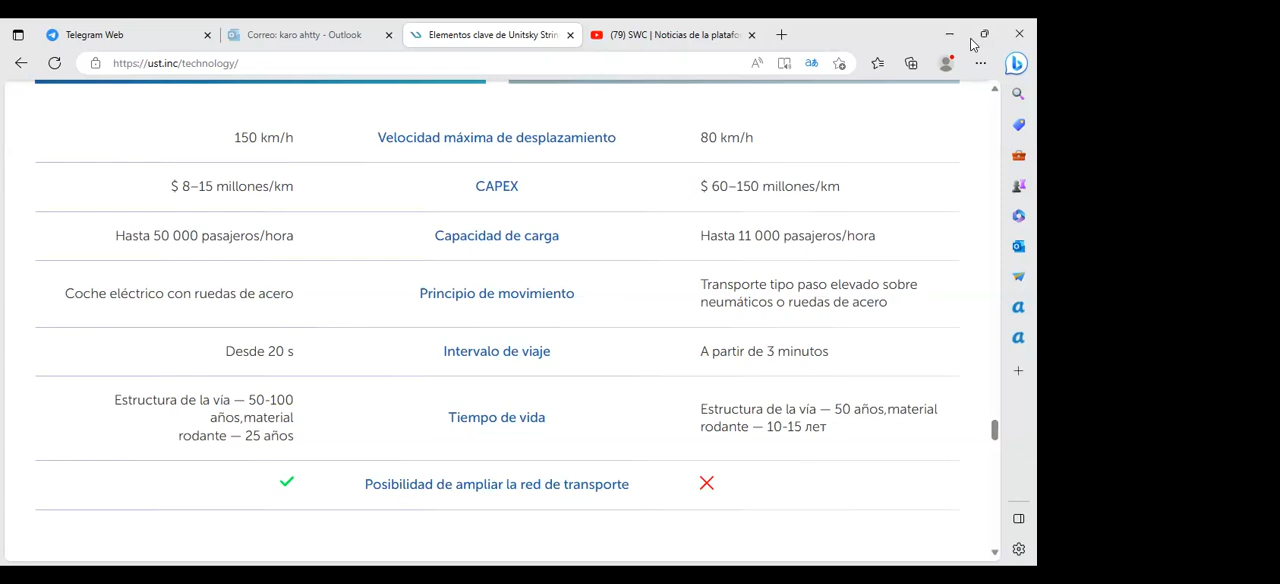 Telegram Web
Correo: karo ahtty - Outlook
Elementos clave de Unitsky Strin
(79) SWC | Noticias de la platafo
https://ust.inc/technology/
150 km/h
Velocidad máxima de desplazamiento
80 km/h
$ 8–15 millones/km
CAPEX
$ 60–150 millones/km
Hasta 50 000 pasajeros/hora
Capacidad de carga
Hasta 11 000 pasajeros/hora
Coche eléctrico con ruedas de acero
Principio de movimiento
Transporte tipo paso elevado sobre
neumáticos o ruedas de acero
Desde 20 s
Intervalo de viaje
A partir de 3 minutos
Estructura de la vía — 50-100
años,material
rodante — 25 años
Tiempo de vida
Estructura de la vía — 50 años,material
rodante — 10-15 лет
Posibilidad de ampliar la red de transporte